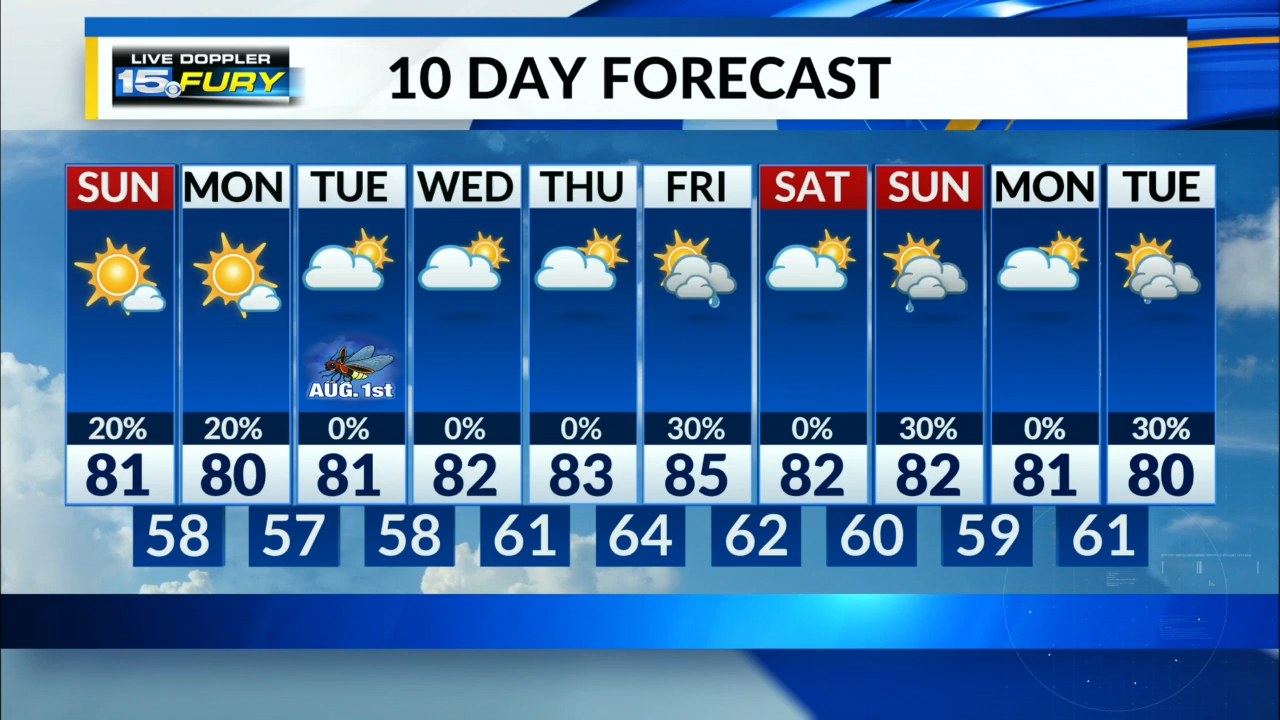 LIVE DOPPLER
15 FURY
10 DAY FORECAST
SUN MON TUE WED THU FRI SAT SUN MON TUE
AUG. 1st
20% 20% 0% 0% 0% 30% 0% 30% 0% 30%
81 80 81 82 83 85 82 82 81 80
58 57 58 61 64 62 60 59 61